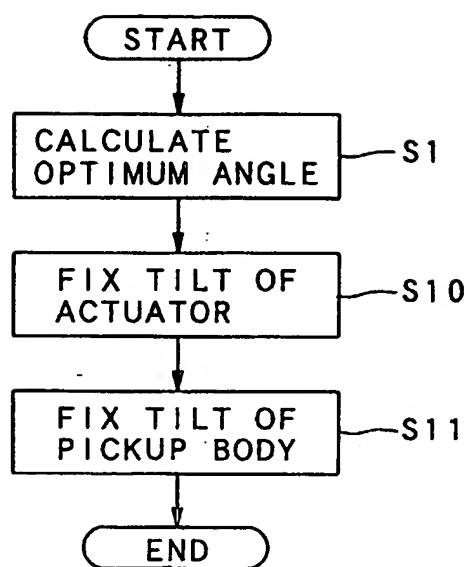 START
CALCULATE
OPTIMUM ANGLE
S1
FIX TILT OF
ACTUATOR
S10
FIX TILT OF
PICKUP BODY
S11
END